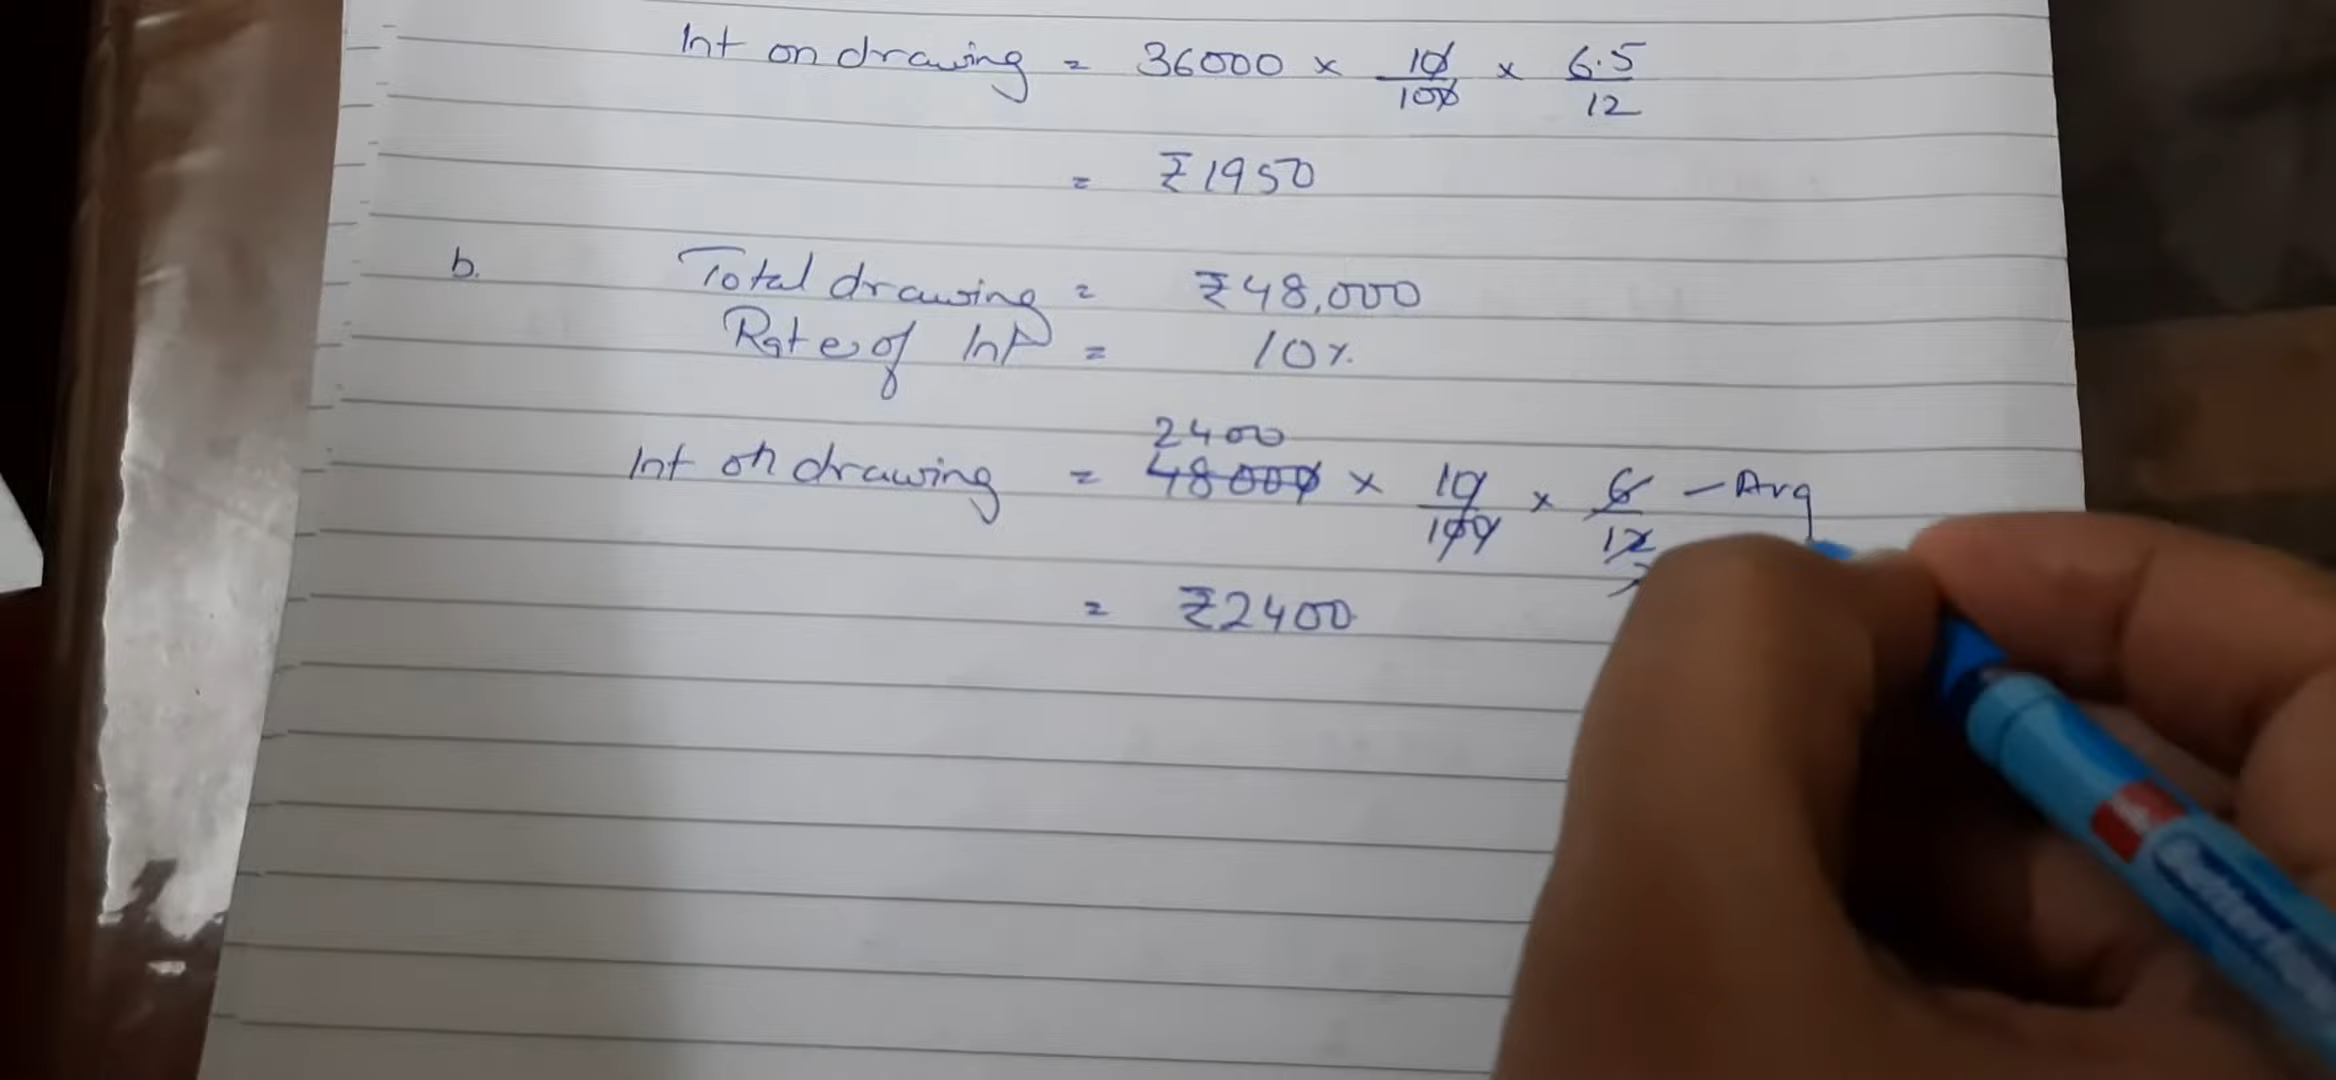 Int on drawing = 36000 × 10/100 × 6.5/12
= ₹1950
b. Total drawing = ₹48,000
Rate of Int = 10%
2400
Int on drawing = 48000 × 10/100 × 6/12 - Avg
2
= ₹2400